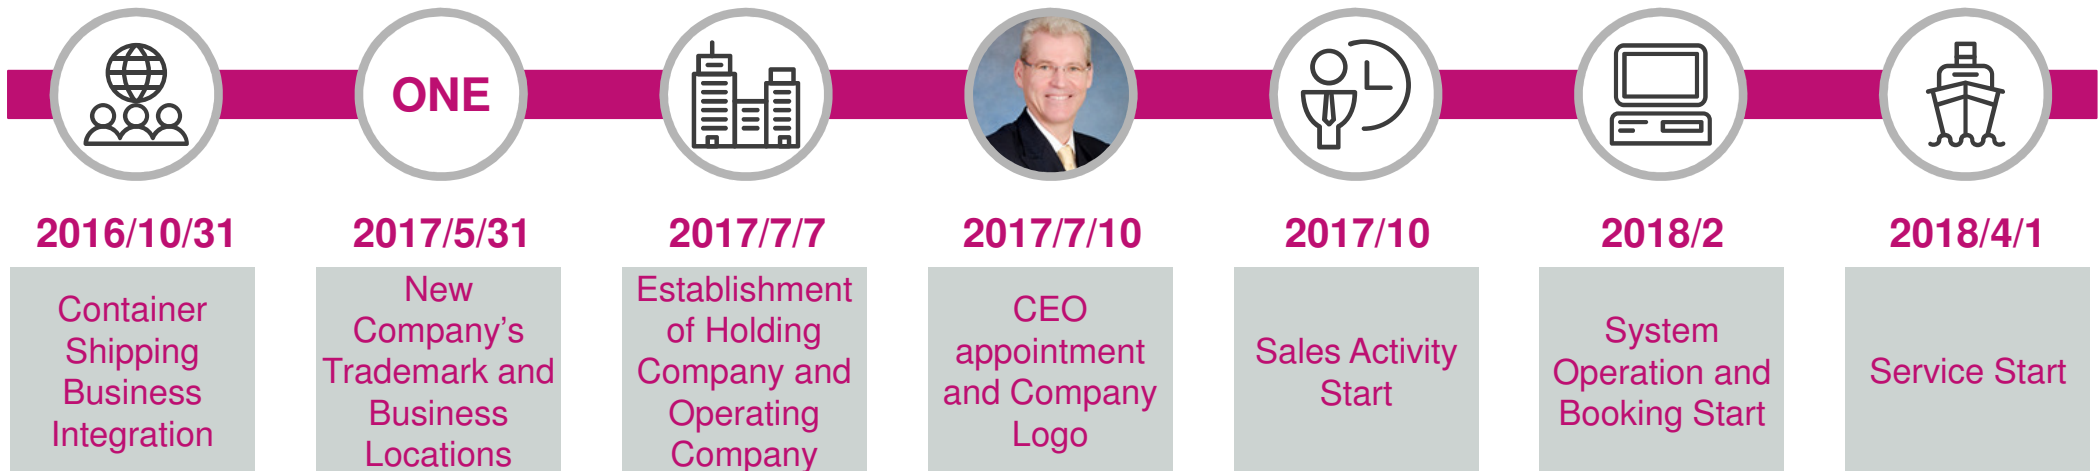 ONE
2016/10/31
Container
Shipping
Business
Integration
2017/5/31
New
Company’s
Trademark and
Business
Locations
2017/7/7
Establishment
of Holding
Company and
Operating
Company
2017/7/10
CEO
appointment
and Company
Logo
2017/10
Sales Activity
Start
2018/2
System
Operation and
Booking Start
2018/4/1
Service Start